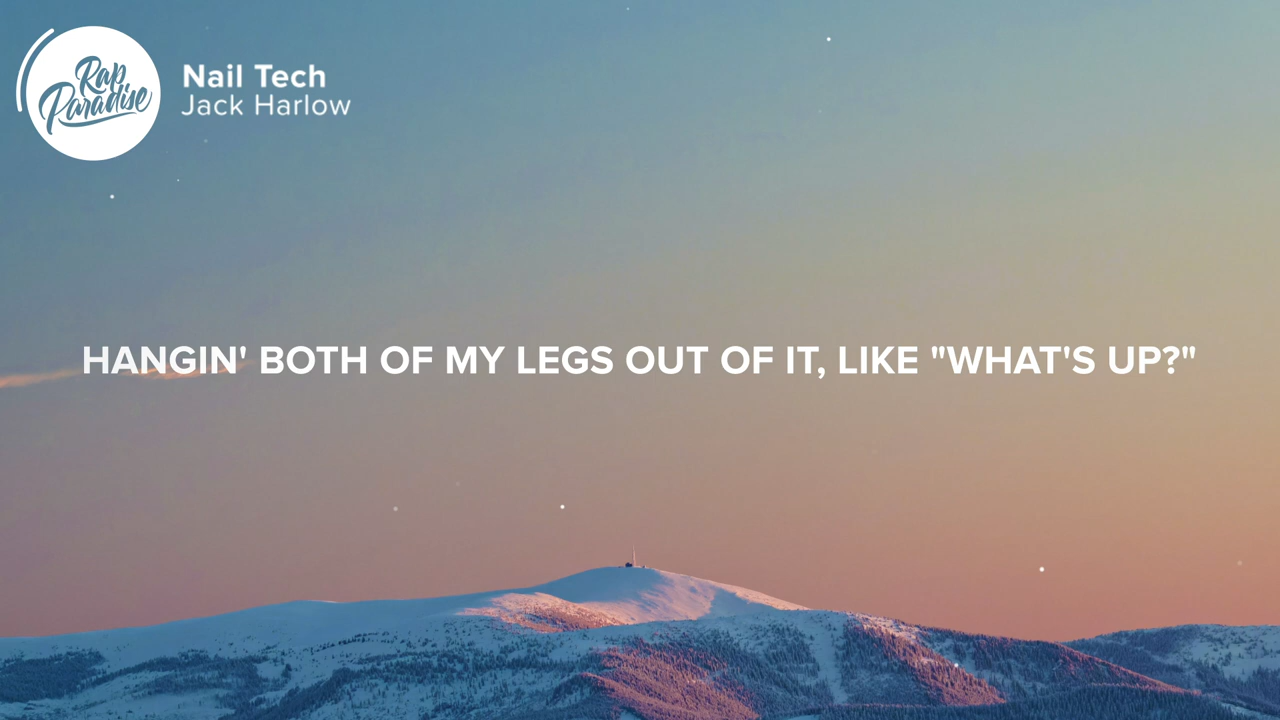 Rap
Paradise
Nail Tech
Jack Harlow
HANGIN' BOTH OF MY LEGS OUT OF IT, LIKE "WHAT'S UP?"